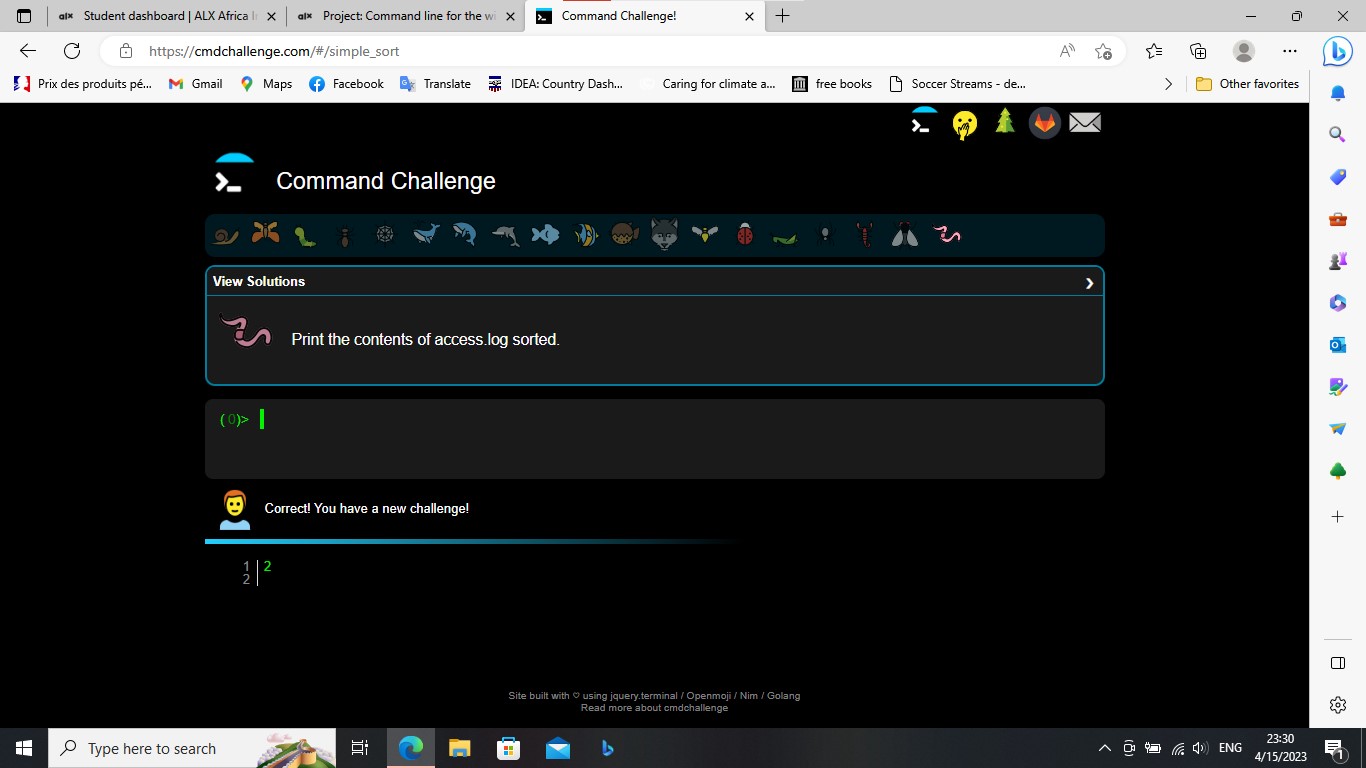 alx Student dashboard | ALX Africa I
alx Project: Command line for the wi
Command Challenge!
https://cmdchallenge.com/#/simple_sort
Prix des produits pé...
Gmail
Maps
Facebook
Translate
IDEA: Country Dash...
Caring for climate a...
free books
Soccer Streams - de...
Other favorites
Command Challenge
View Solutions
Print the contents of access.log sorted.
(0)>
Correct! You have a new challenge!
1 2
2
Site built with ♡ using jquery.terminal / Openmoji / Nim / Golang
Read more about cmdchallenge
Type here to search
ENG
23:30
4/15/2023
1